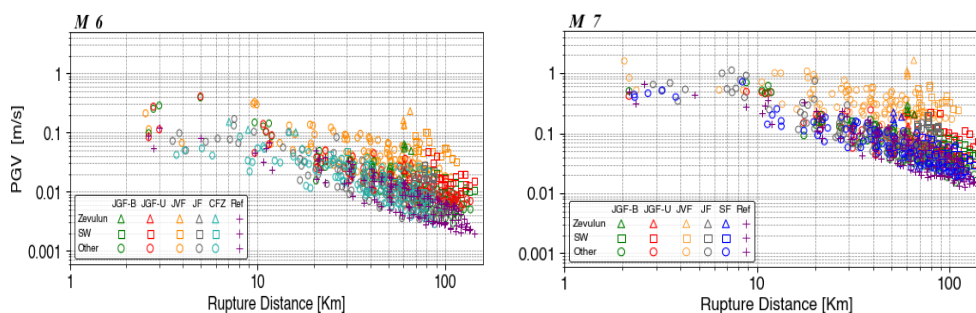 M 6
1
0.1
0.01
0.001
PGV [m/s]
JGF-B JGF-U JVF JF CFZ Ref
Zevulun
SW
Other
1 10 100
Rupture Distance [Km]
M 7
1
0.1
0.01
0.001
JGF-B JGF-U JVF JF SF Ref
Zevulun
SW
Other
1 10 100
Rupture Distance [Km]